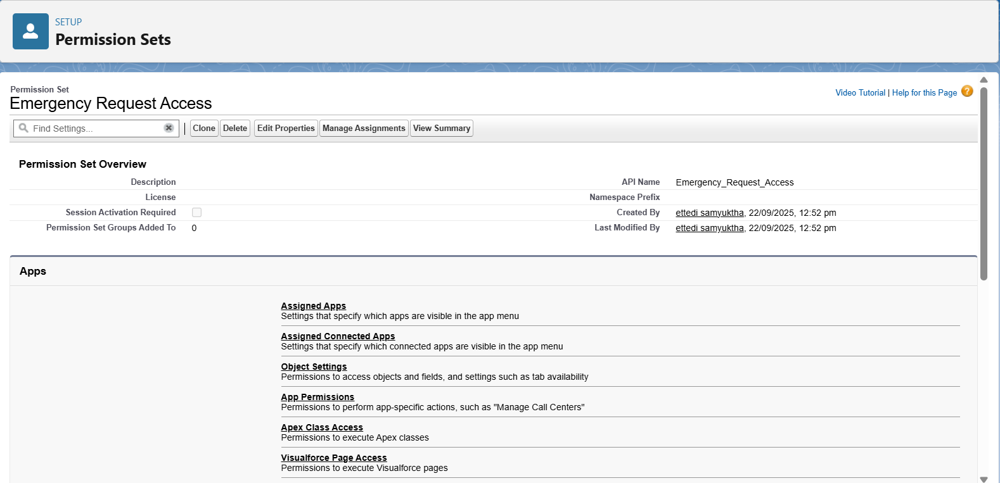 SETUP
Permission Sets
Permission Set
Emergency Request Access
Video Tutorial | Help for this Page ?
Find Settings...
Clone Delete Edit Properties Manage Assignments View Summary
Permission Set Overview
Description API Name Emergency_Request_Access
License Namespace Prefix
Session Activation Required Created By ettedi samyuktha, 22/09/2025, 12:52 pm
Permission Set Groups Added To 0 Last Modified By ettedi samyuktha, 22/09/2025, 12:52 pm
Apps
Assigned Apps
Settings that specify which apps are visible in the app menu
Assigned Connected Apps
Settings that specify which connected apps are visible in the app menu
Object Settings
Permissions to access objects and fields, and settings such as tab availability
App Permissions
Permissions to perform app-specific actions, such as "Manage Call Centers"
Apex Class Access
Permissions to execute Apex classes
Visualforce Page Access
Permissions to execute Visualforce pages